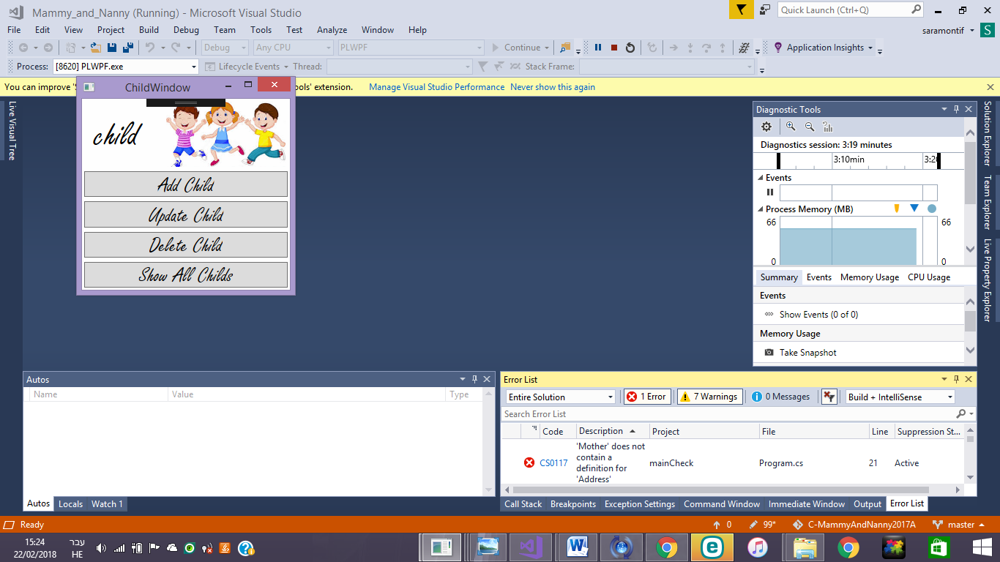 Mammy_and_Nanny (Running) - Microsoft Visual Studio
Quick Launch (Ctrl+Q)
File Edit View Project Build Debug Team Tools Test Analyze Window Help
saramontif S
Debug Any CPU PLWPF Continue Application Insights
Process: [8620] PLWPF.exe Lifecycle Events Thread: Stack Frame:
You can improve 'S
ools' extension. Manage Visual Studio Performance Never show this again
ChildWindow
child
Add Child
Update Child
Delete Child
Show All Childs
Live Visual Tree
Diagnostic Tools
Diagnostics session: 3:19 minutes
3:10min 3:20
Events
Process Memory (MB)
66 66
0 0
Summary Events Memory Usage CPU Usage
Events
Show Events (0 of 0)
Memory Usage
Take Snapshot
Solution Explorer
Team Explorer
Live Property Explorer
Autos
Name Value Type
Autos Locals Watch 1
Error List
Entire Solution 1 Error 7 Warnings 0 Messages Build + IntelliSense
Search Error List
Code Description Project File Line Suppression St...
CS0117 'Mother' does not contain a definition for 'Address' mainCheck Program.cs 21 Active
Call Stack Breakpoints Exception Settings Command Window Immediate Window Output Error List
Ready 0 99* C-MammyAndNanny2017A master
15:24
22/02/2018
עבר
HE